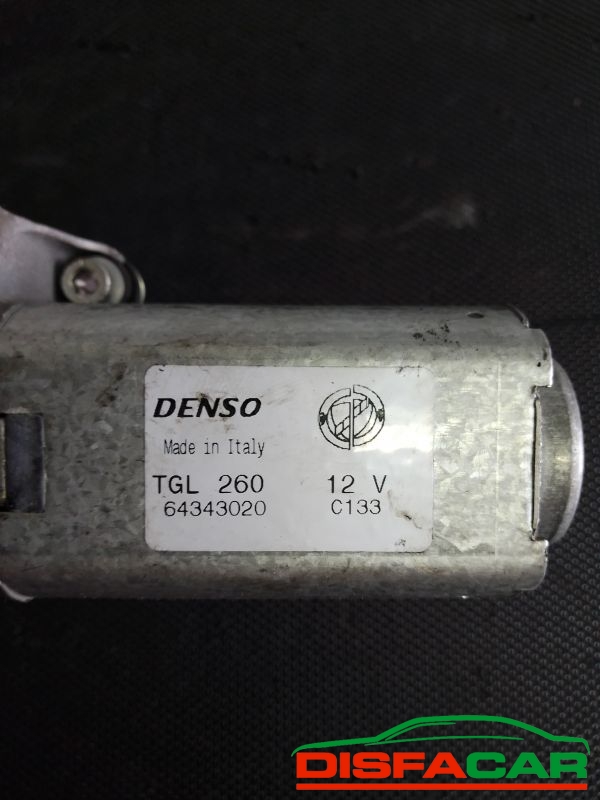 DENSO
Made in Italy
TGL 260 12 V
64343020 C133
DISFACAR